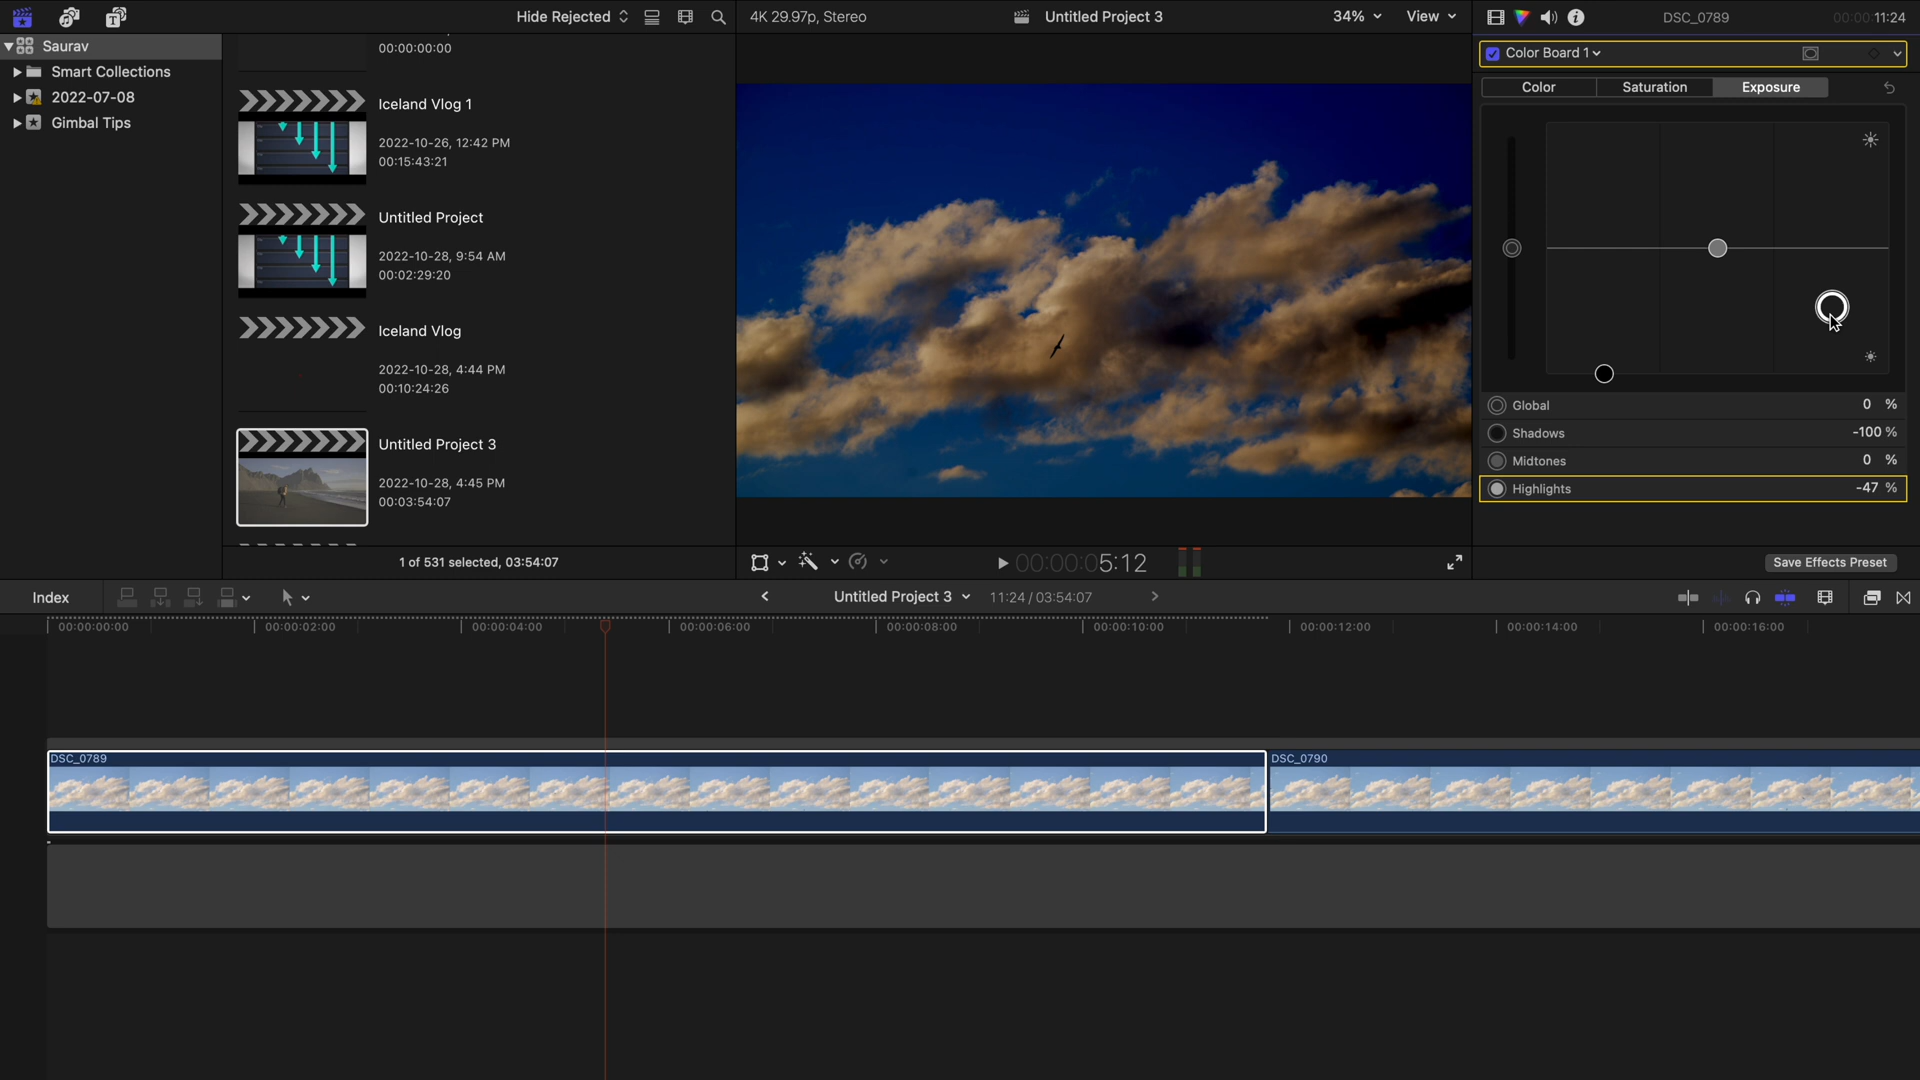 Hide Rejected
4K 29.97p, Stereo
Untitled Project 3
34%
View
DSC_0789
00:00:11:24
Saurav
Smart Collections
2022-07-08
Gimbal Tips
00:00:00:00
Iceland Vlog 1
2022-10-26, 12:42 PM
00:15:43:21
Untitled Project
2022-10-28, 9:54 AM
00:02:29:20
Iceland Vlog
2022-10-28, 4:44 PM
00:10:24:26
Untitled Project 3
2022-10-28, 4:45 PM
00:03:54:07
1 of 531 selected, 03:54:07
00:00:05:12
Color Board 1
Color
Saturation
Exposure
Global 0 %
Shadows -100 %
Midtones 0 %
Highlights -47 %
Save Effects Preset
Index
Untitled Project 3
11:24 / 03:54:07
00:00:00:00
00:00:02:00
00:00:04:00
00:00:06:00
00:00:08:00
00:00:10:00
00:00:12:00
00:00:14:00
00:00:16:00
DSC_0789
DSC_0790